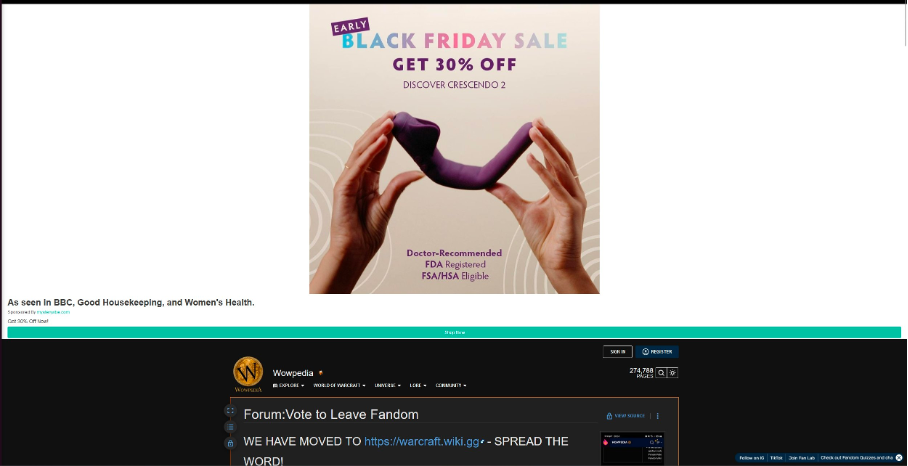 EARLY
BLACK FRIDAY SALE
GET 30% OFF
DISCOVER CRESCENDO 2
Doctor-Recommended
FDA Registered
FSA/HSA Eligible
As seen in BBC, Good Housekeeping, and Women's Health.
Sponsored by
Get 30% Off Now!
Shop Now
SIGN IN
REGISTER
Wowpedia
274,788
PAGES
EXPLORE
WORLD OF WARCRAFT
UNIVERSE
LORE
COMMUNITY
WOWPEDIA
Forum:Vote to Leave Fandom
VIEW SOURCE
WE HAVE MOVED TO https://warcraft.wiki.gg - SPREAD THE
WORD!
Follow on IG
TikTok
Join Fan Lab
Check out Fandom Quizzes and cha